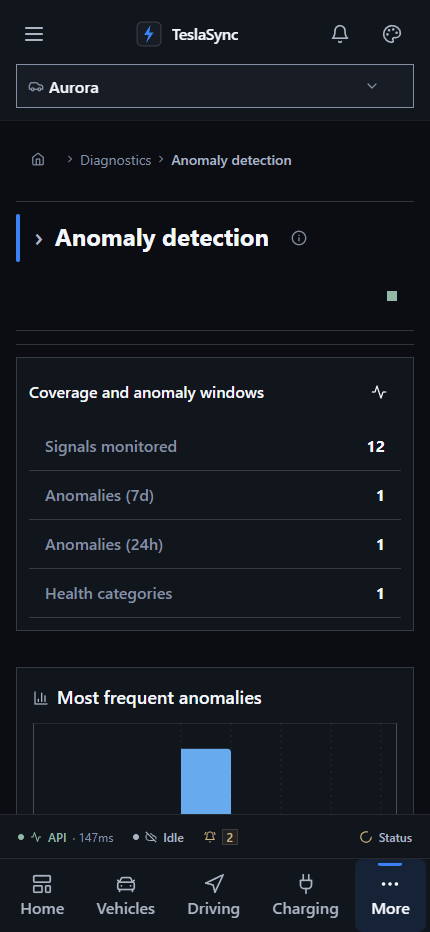 TeslaSync
Aurora
Diagnostics
Anomaly detection
Anomaly detection
Coverage and anomaly windows
Signals monitored 12
Anomalies (7d) 1
Anomalies (24h) 1
Health categories 1
Most frequent anomalies
API · 147ms Idle 2 Status
Home Vehicles Driving Charging More